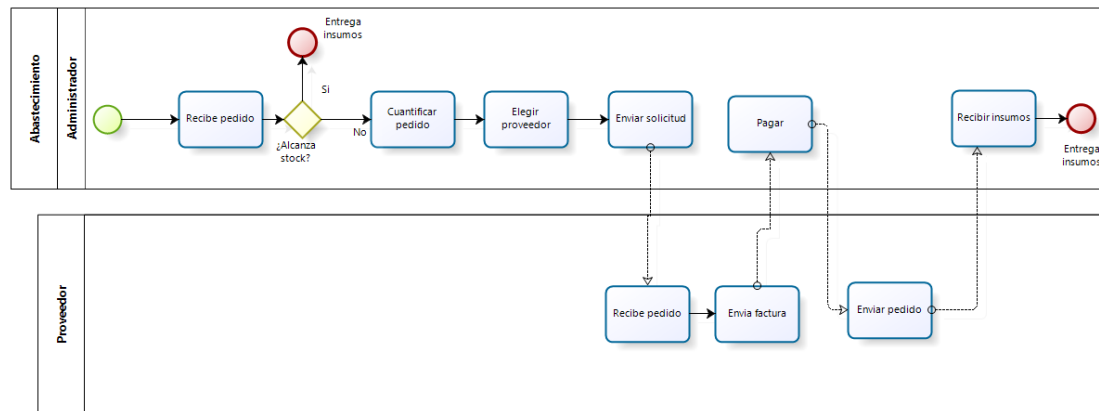 Abastecimiento
Administrador
Entrega
insumos
Si
Recibe pedido
¿Alcanza
stock?
No
Cuantificar
pedido
Elegir
proveedor
Enviar solicitud
Pagar
Recibir insumos
Entrega
insumos
Proveedor
Recibe pedido
Envia factura
Enviar pedido